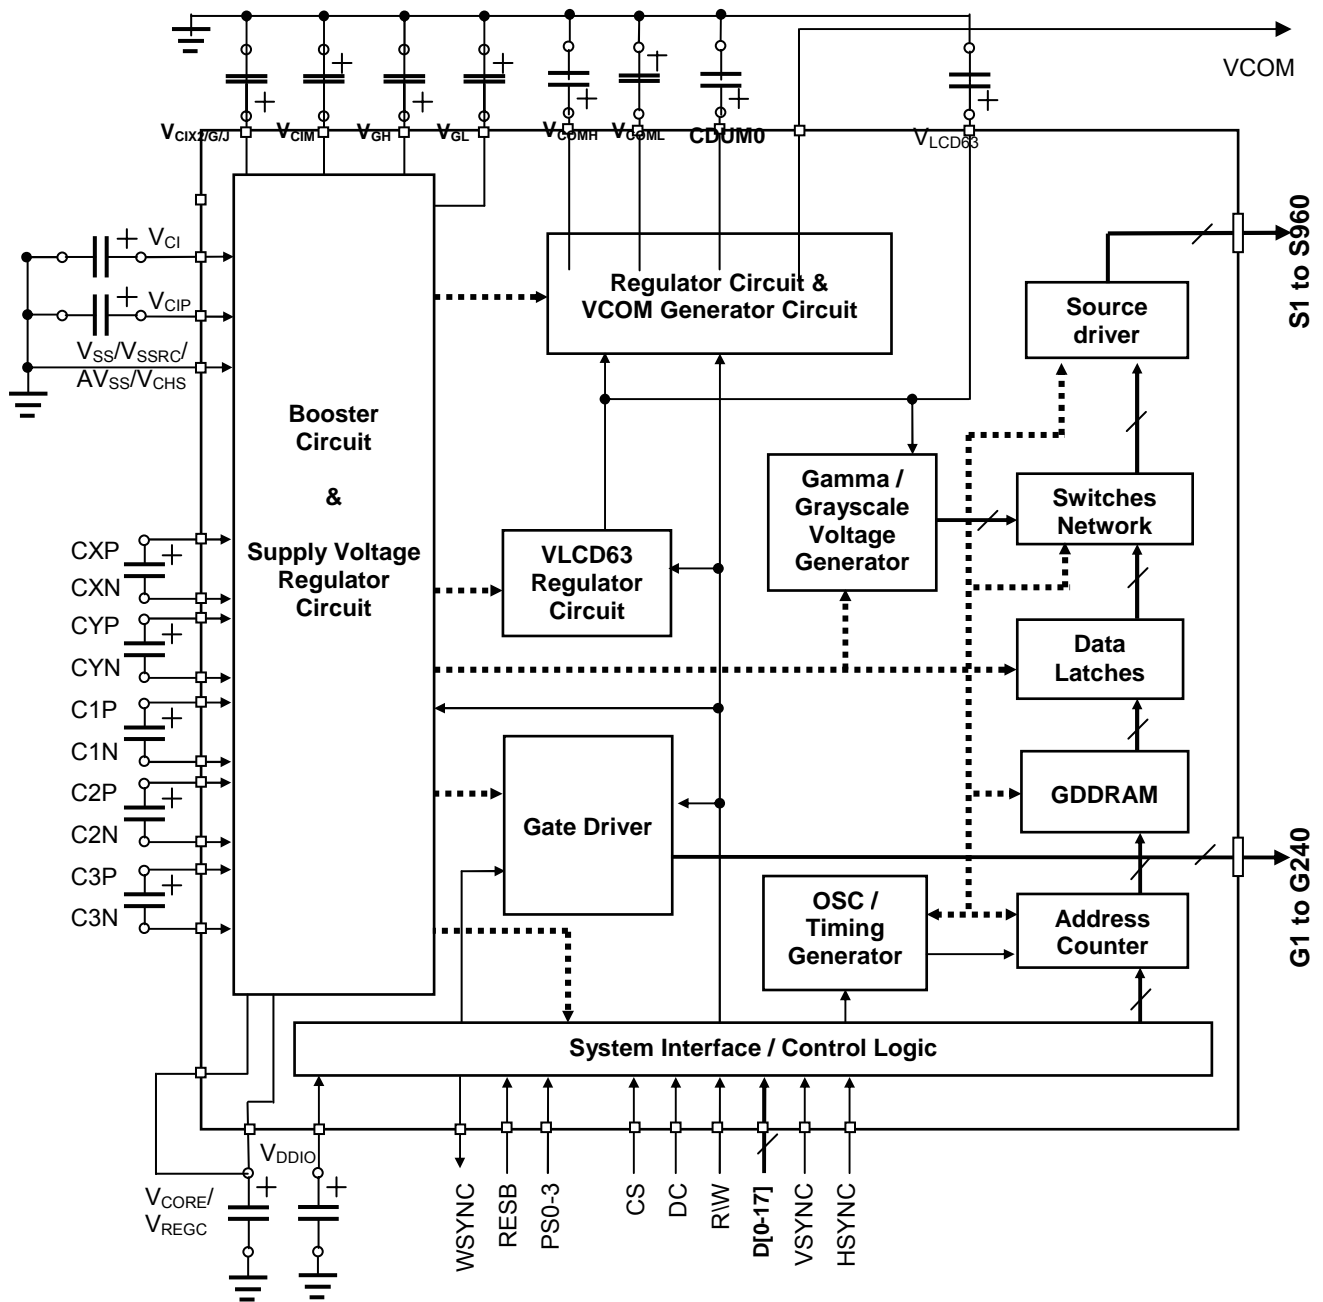 VCOM
VCIX2/G/J
VCIM
VGH
VGL
VCOMH
VCOML
CDUM0
VLCD63
S1 to S960
VCI
VCIP
VSS/VSSRC/
AVSS/VCHS
Regulator Circuit &
VCOM Generator Circuit
Source
driver
Booster
Circuit
&
Supply Voltage
Regulator
Circuit
Gamma /
Grayscale
Voltage
Generator
Switches
Network
CXP
CXN
VLCD63
Regulator
Circuit
CYP
CYN
Data
Latches
C1P
C1N
C2P
C2N
GDDRAM
Gate Driver
G1 to G240
C3P
C3N
OSC /
Timing
Generator
Address
Counter
System Interface / Control Logic
VDDIO
VCORE/
VREGC
WSYNC
RESB
PS0-3
CS
DC
R\W
D[0-17]
VSYNC
HSYNC